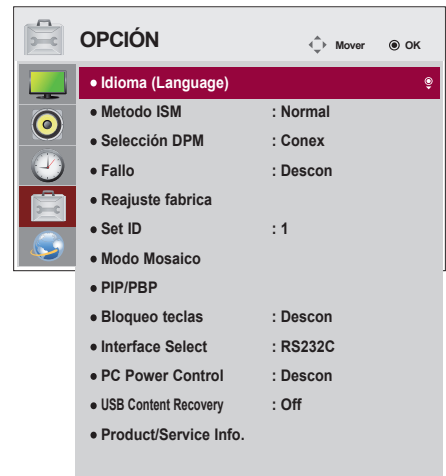 OPCIÓN Mover OK
● Idioma (Language)
● Metodo ISM : Normal
● Selección DPM : Conex
● Fallo : Descon
● Reajuste fabrica
● Set ID : 1
● Modo Mosaico
● PIP/PBP
● Bloqueo teclas : Descon
● Interface Select : RS232C
● PC Power Control : Descon
● USB Content Recovery : Off
● Product/Service Info.